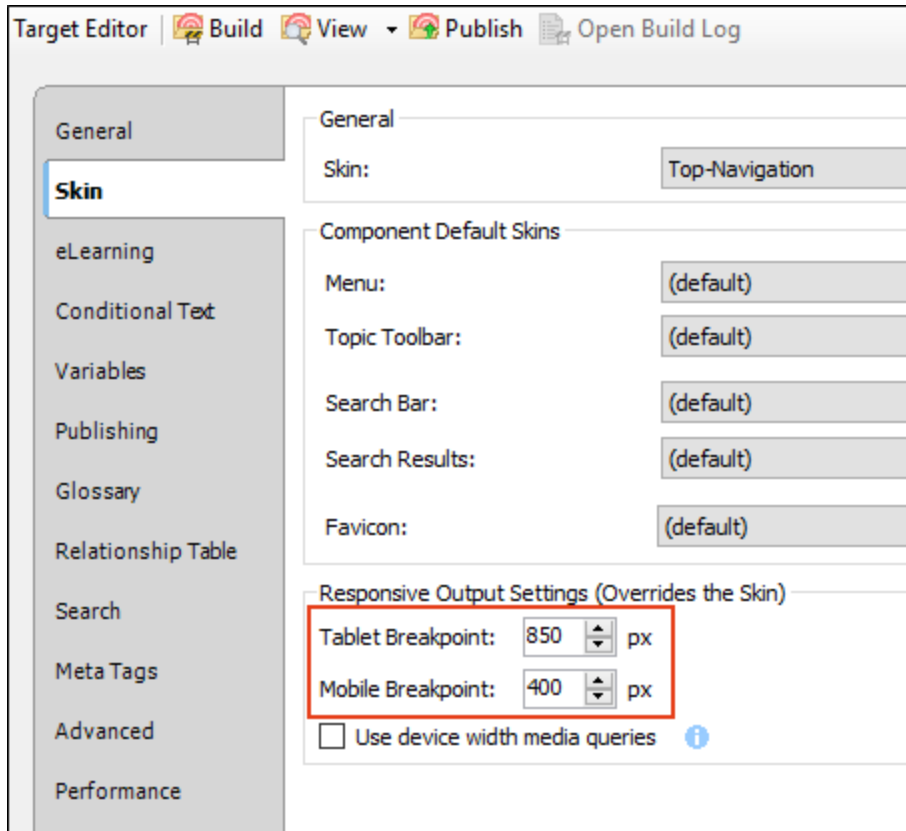 Target Editor Build View Publish Open Build Log
General
Skin
eLearning
Conditional Text
Variables
Publishing
Glossary
Relationship Table
Search
Meta Tags
Advanced
Performance
General
Skin: Top-Navigation
Component Default Skins
Menu: (default)
Topic Toolbar: (default)
Search Bar: (default)
Search Results: (default)
Favicon: (default)
Responsive Output Settings (Overrides the Skin)
Tablet Breakpoint: 850 px
Mobile Breakpoint: 400 px
Use device width media queries